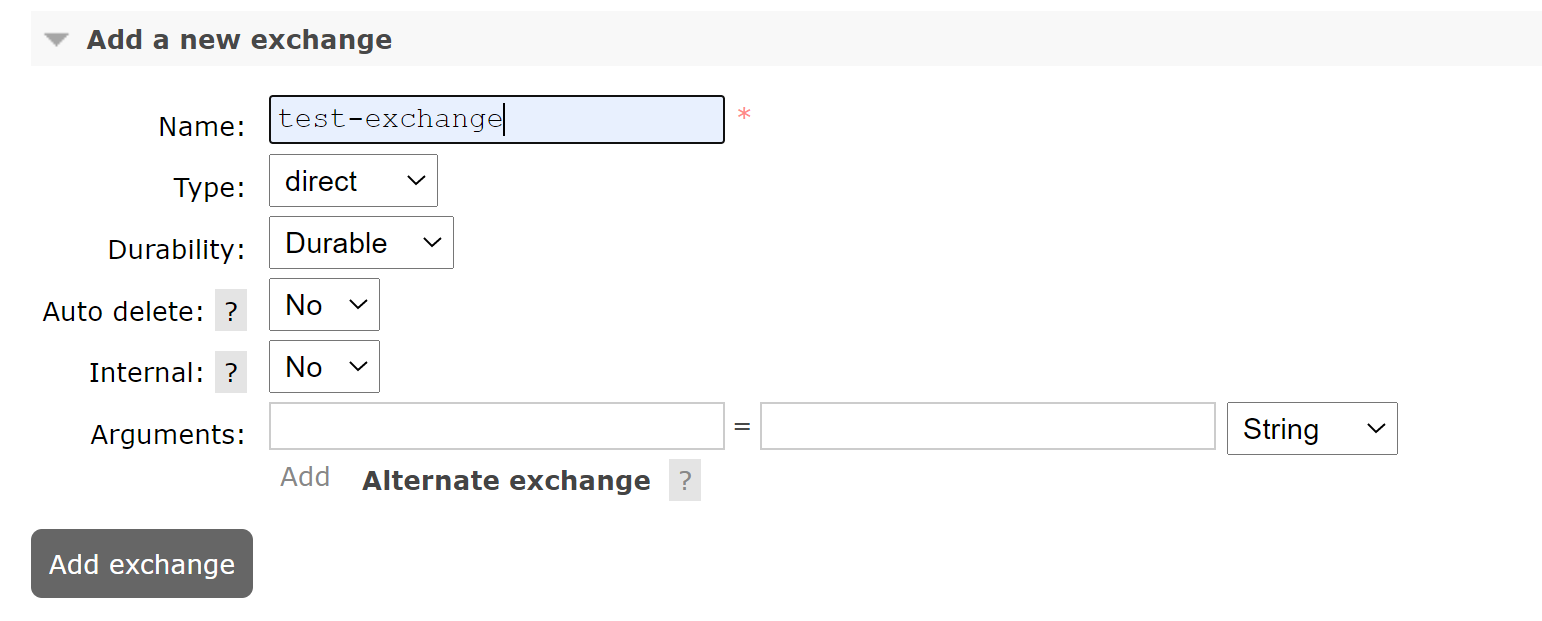 Add a new exchange
Name: test-exchange *
Type: direct
Durability: Durable
Auto delete: ? No
Internal: ? No
Arguments: = String
Add Alternate exchange ?
Add exchange